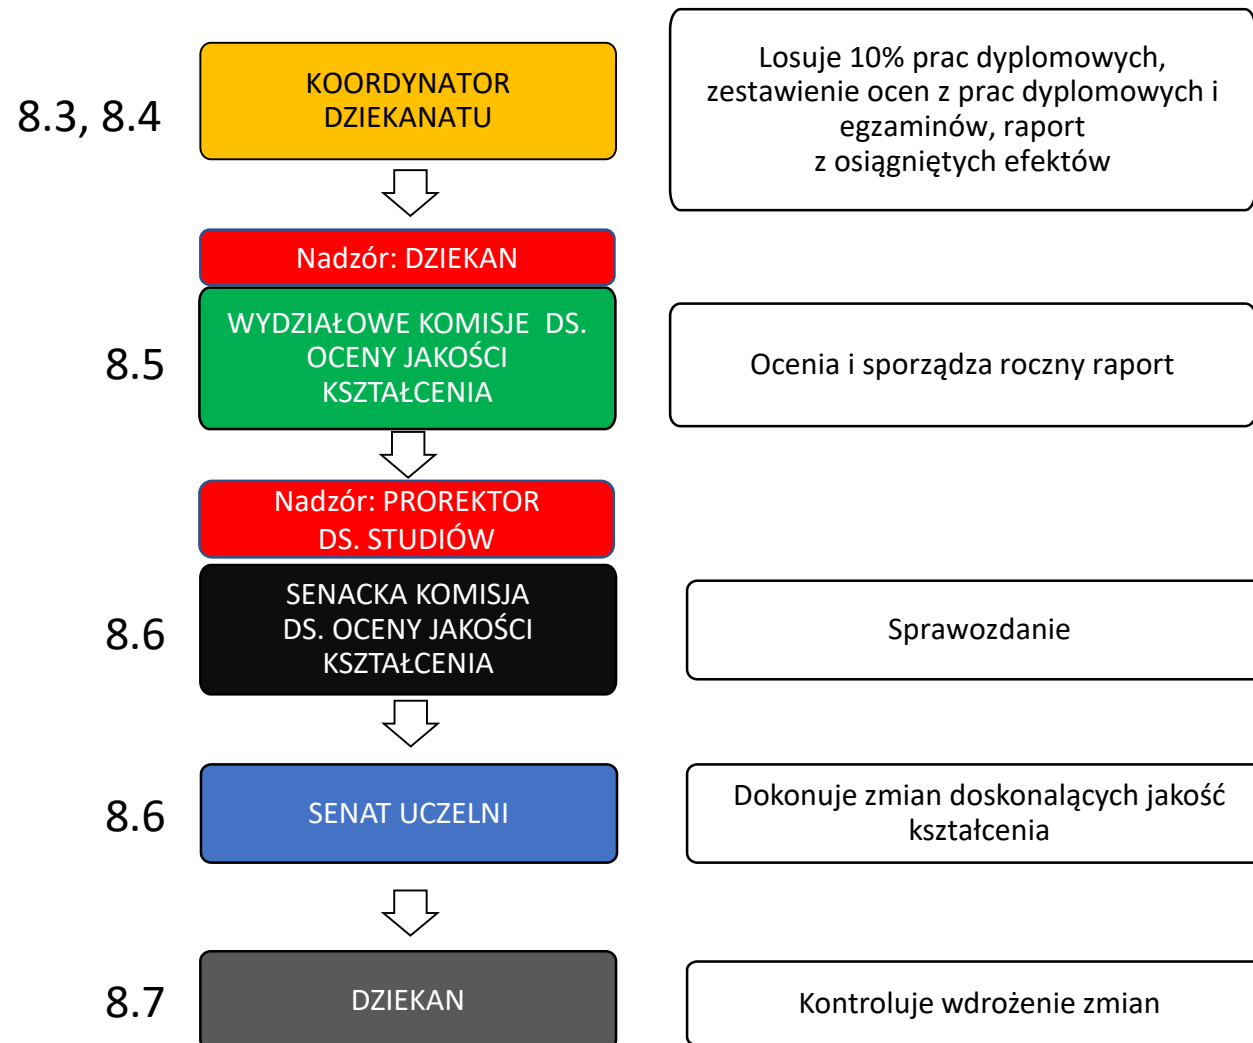 8.3, 8.4
KOORDYNATOR
DZIEKANATU
Losuje 10% prac dyplomowych,
zestawienie ocen z prac dyplomowych i
egzaminów, raport
z osiągniętych efektów
Nadzór: DZIEKAN
8.5
WYDZIAŁOWE KOMISJE DS.
OCENY JAKOŚCI
KSZTAŁCENIA
Ocenia i sporządza roczny raport
Nadzór: PROREKTOR
DS. STUDIÓW
8.6
SENACKA KOMISJA
DS. OCENY JAKOŚCI
KSZTAŁCENIA
Sprawozdanie
8.6
SENAT UCZELNI
Dokonuje zmian doskonalących jakość
kształcenia
8.7
DZIEKAN
Kontroluje wdrożenie zmian